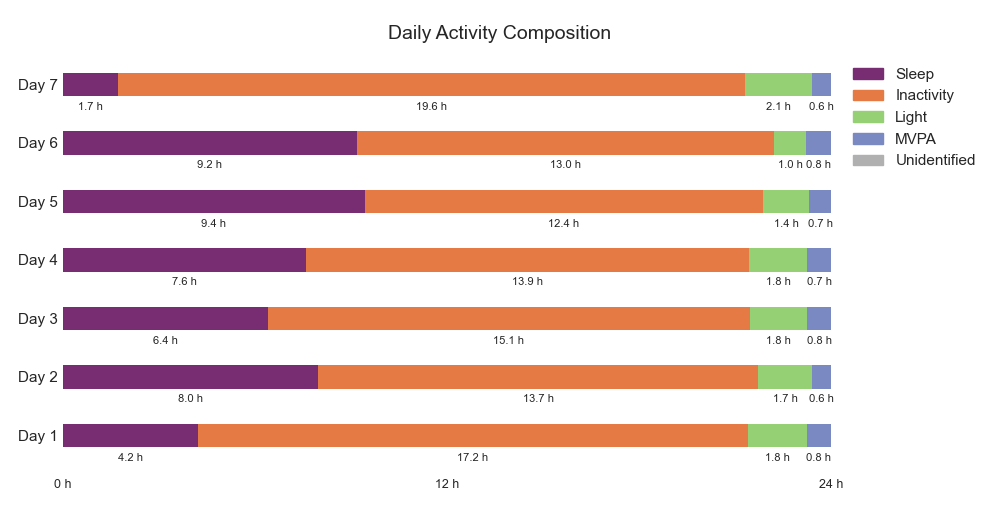 Daily Activity Composition
Sleep
Inactivity
Light
MVPA
Unidentified
Day 7
1.7 h 19.6 h 2.1 h 0.6 h
Day 6
9.2 h 13.0 h 1.0 h 0.8 h
Day 5
9.4 h 12.4 h 1.4 h 0.7 h
Day 4
7.6 h 13.9 h 1.8 h 0.7 h
Day 3
6.4 h 15.1 h 1.8 h 0.8 h
Day 2
8.0 h 13.7 h 1.7 h 0.6 h
Day 1
4.2 h 17.2 h 1.8 h 0.8 h
0 h 12 h 24 h